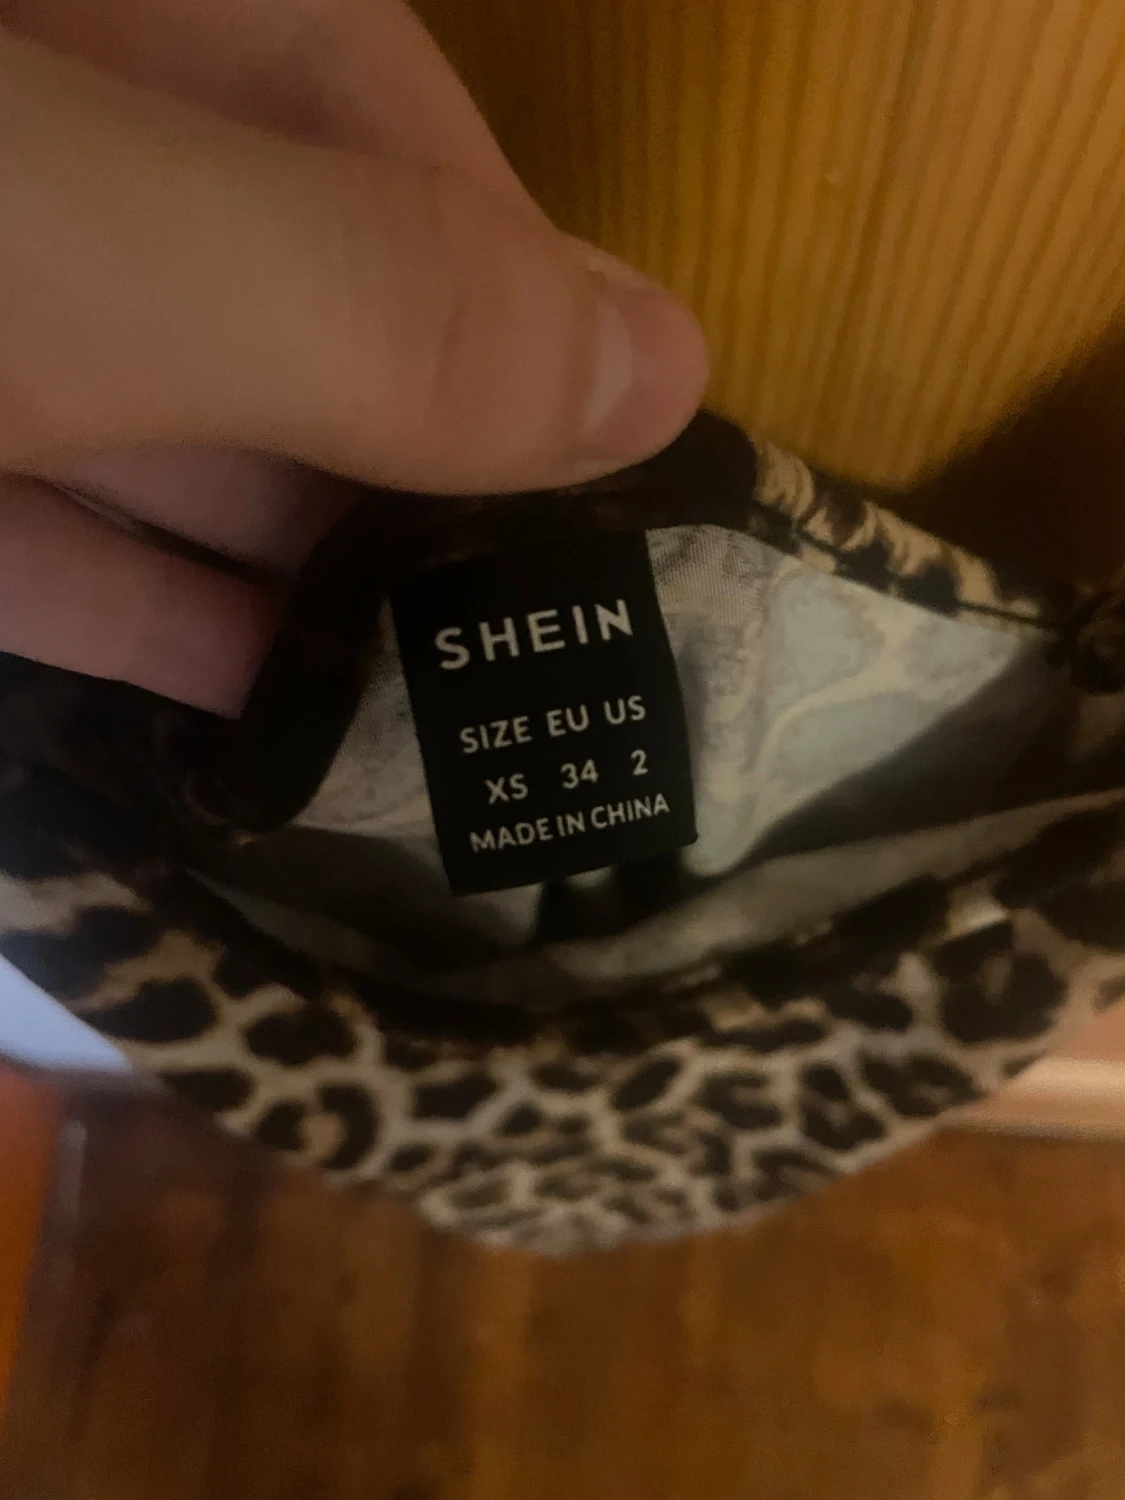 SHEIN
SIZE EU US
XS 34 2
MADE IN CHINA